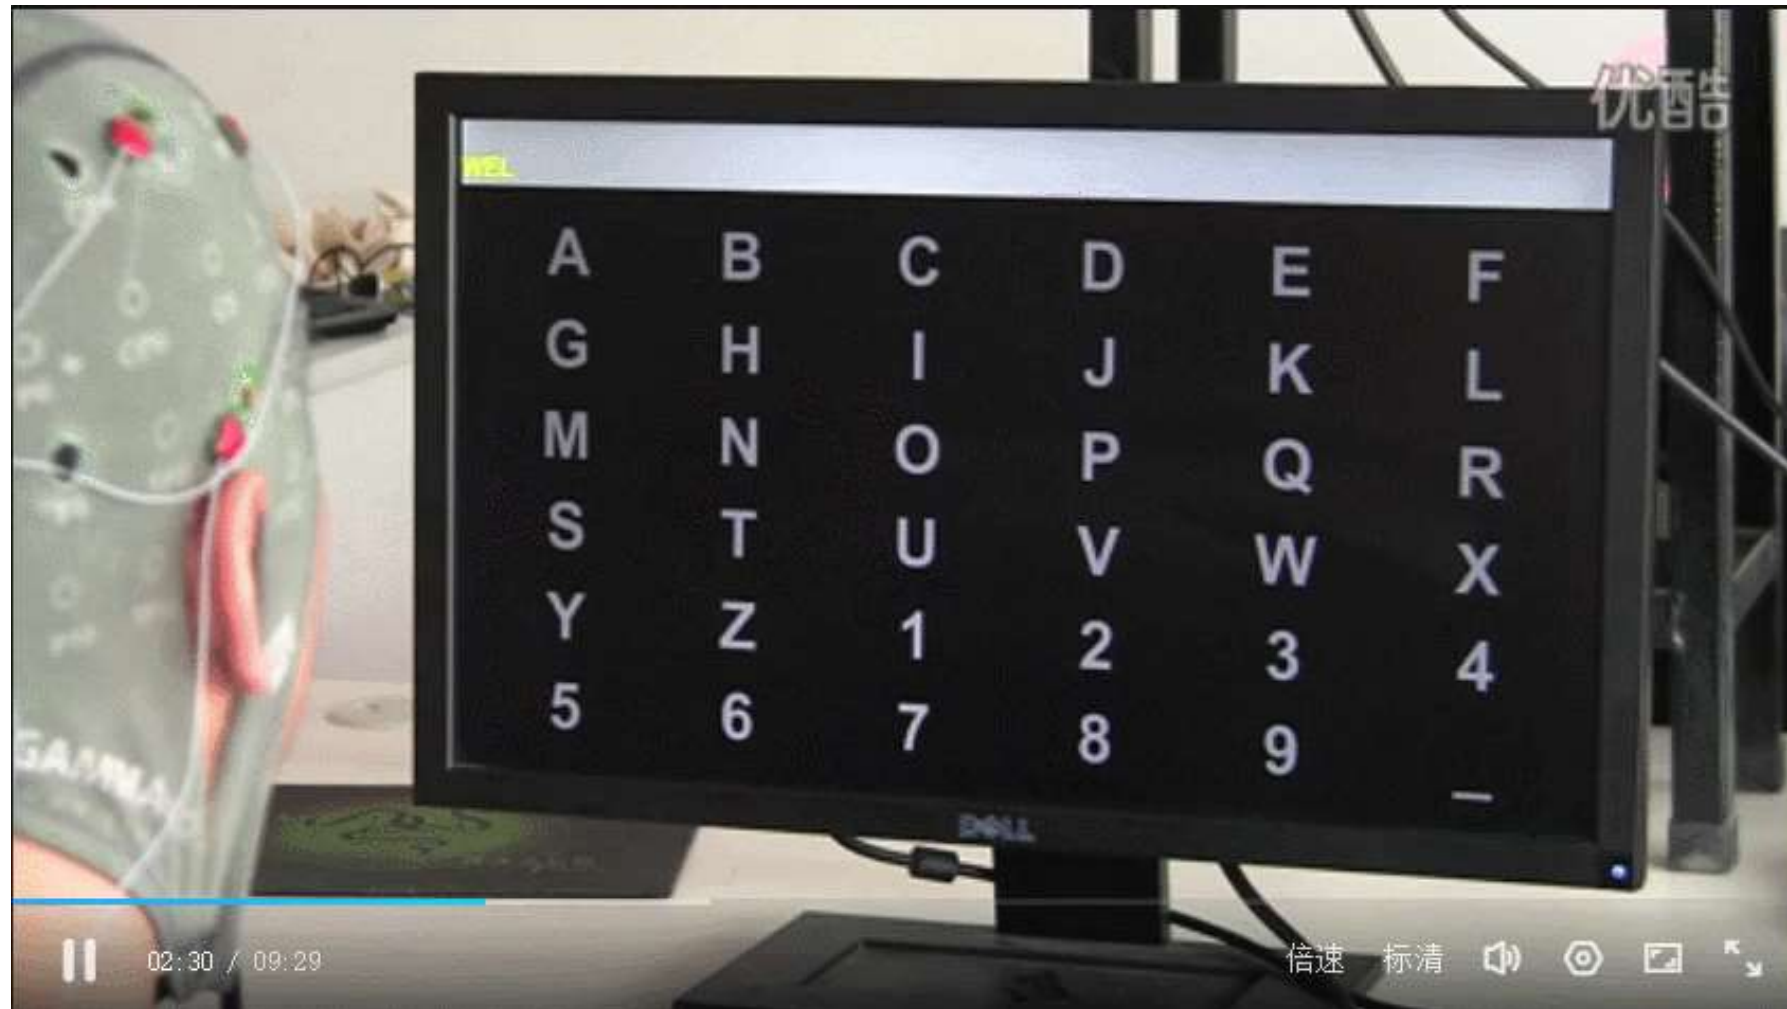 优酷
WEL
A B C D E F
G H I J K L
M N O P Q R
S T U V W X
Y Z 1 2 3 4
5 6 7 8 9 _
GAMMA
DELL
02:30 / 09:29 倍速 标清